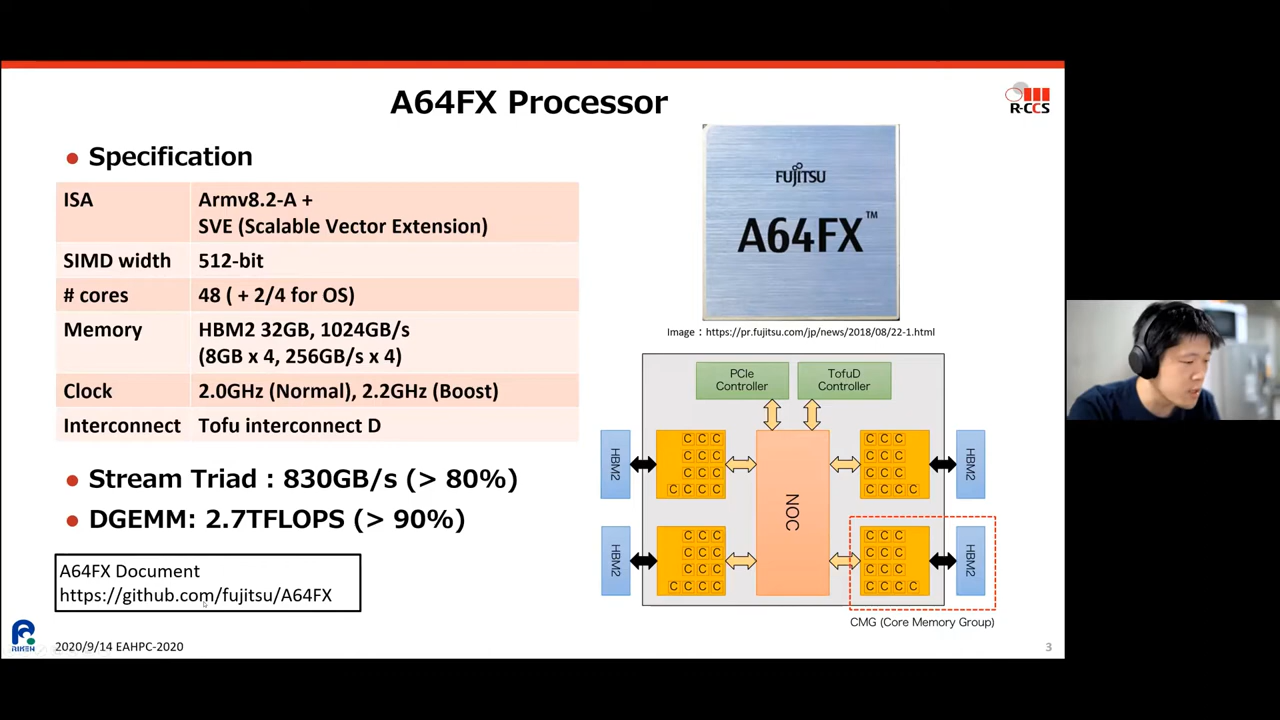 A64FX Processor
R-CCS
● Specification
ISA
Armv8.2-A +
SVE (Scalable Vector Extension)
SIMD width
512-bit
# cores
48 ( + 2/4 for OS)
Memory
HBM2 32GB, 1024GB/s
(8GB x 4, 256GB/s x 4)
Clock
2.0GHz (Normal), 2.2GHz (Boost)
Interconnect
Tofu interconnect D
● Stream Triad : 830GB/s (> 80%)
● DGEMM: 2.7TFLOPS (> 90%)
A64FX Document
https://github.com/fujitsu/A64FX
FUJITSU
A64FX™
Image：https://pr.fujitsu.com/jp/news/2018/08/22-1.html
PCIe
Controller
TofuD
Controller
HBM2
C C C
C C C
C C C
C C C C
NOC
C C C
C C C
C C C
C C C C
HBM2
HBM2
C C C
C C C
C C C
C C C C
C C C
C C C
C C C
C C C C
HBM2
CMG (Core Memory Group)
RIKEN
2020/9/14 EAHPC-2020
3